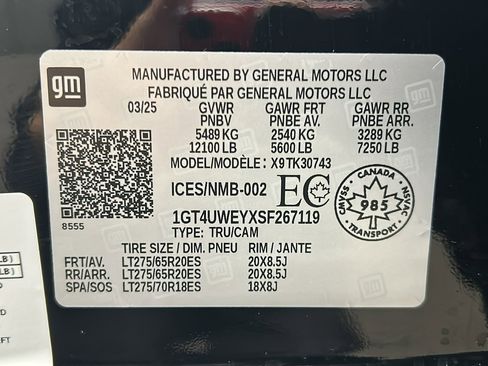 gm
MANUFACTURED BY GENERAL MOTORS LLC
FABRIQUÉ PAR GENERAL MOTORS LLC
03/25 GVWR GAWR FRT GAWR RR
PNBV PNBE AV. PNBE ARR.
5489 KG 2540 KG 3289 KG
12100 LB 5600 LB 7250 LB
MODEL/MODÈLE: X9TK30743
ICES/NMB-002 EC
CANADA
CMVSS 985 NSVAC
TRANSPORT
1GT4UWEYXSF267119
8555
TYPE: TRU/CAM
TIRE SIZE / DIM. PNEU RIM / JANTE
FRT/AV. LT275/65R20ES 20X8.5J
RR/ARR. LT275/65R20ES 20X8.5J
SPA/SOS LT275/70R18ES 18X8J